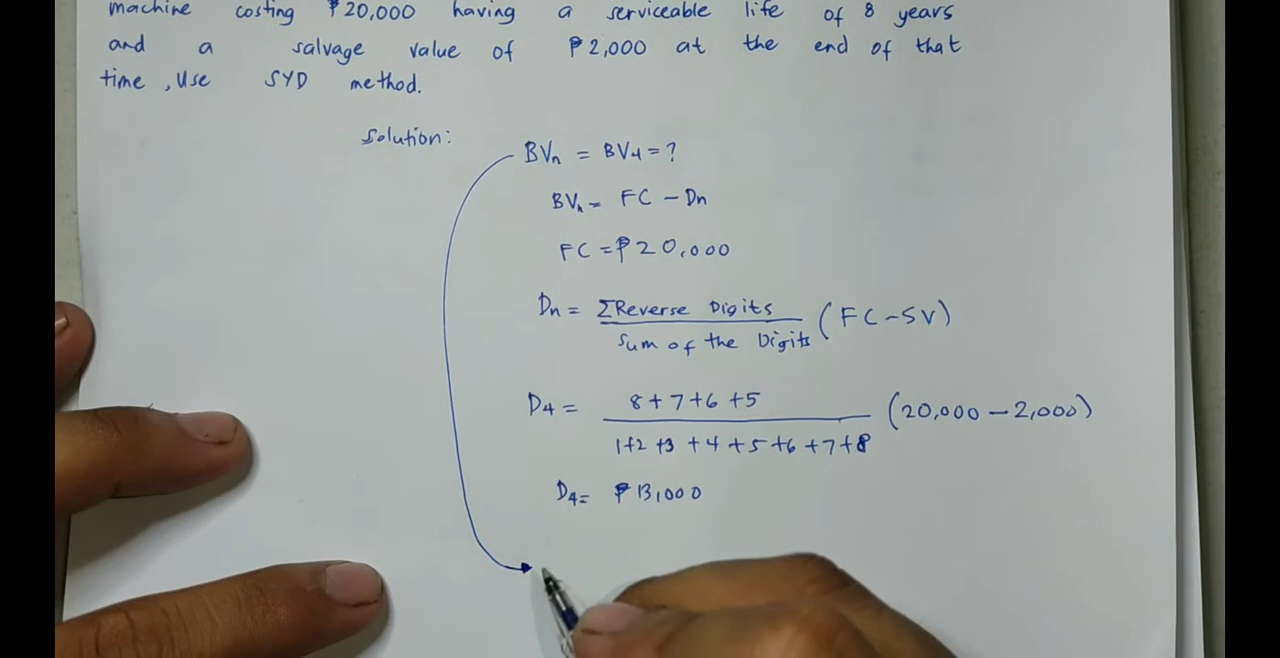 machine costing ₱20,000 having a serviceable life of 8 years
and a salvage value of ₱2,000 at the end of that
time, Use SYD method.
Solution:
BVn = BV4 = ?
BVn = FC - Dn
FC = ₱20,000
Dn = ΣReverse Digits / Sum of the Digits (FC - SV)
D4 = 8+7+6+5 / 1+2+3+4+5+6+7+8 (20,000 - 2,000)
D4 = ₱13,000